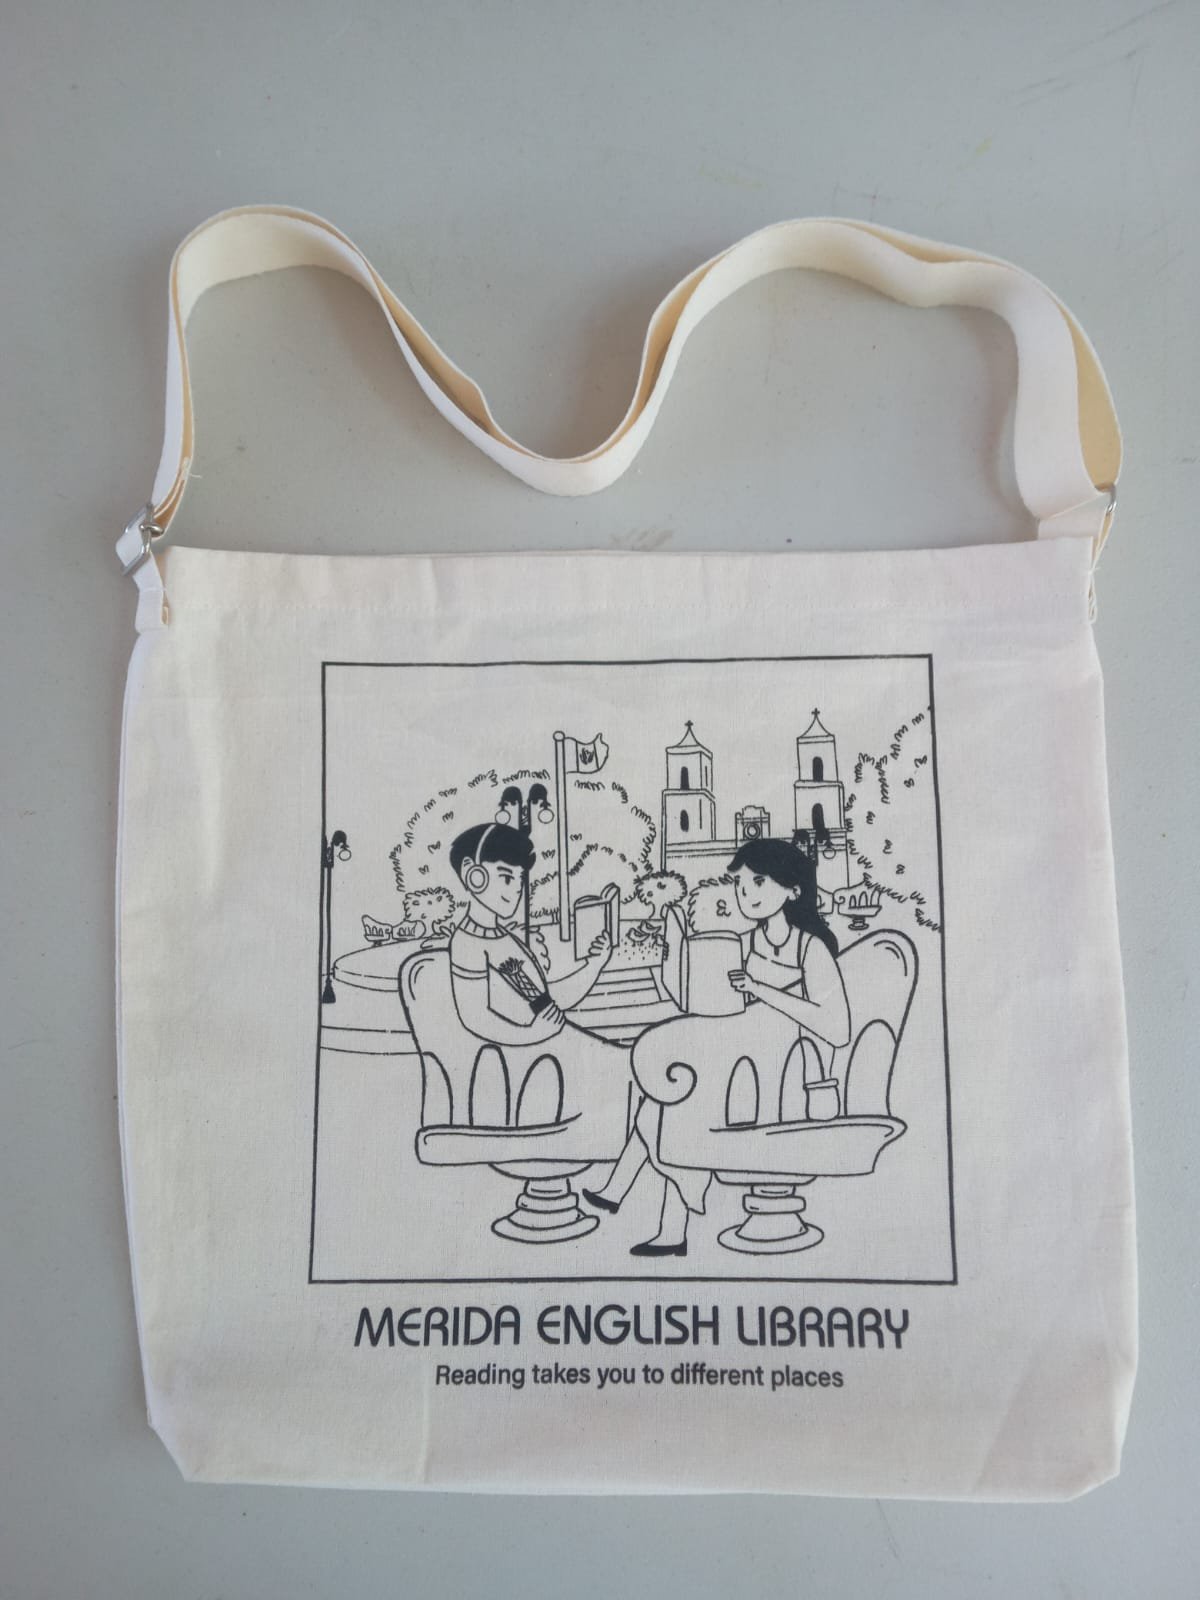 MERIDA ENGLISH LIBRARY
Reading takes you to different places